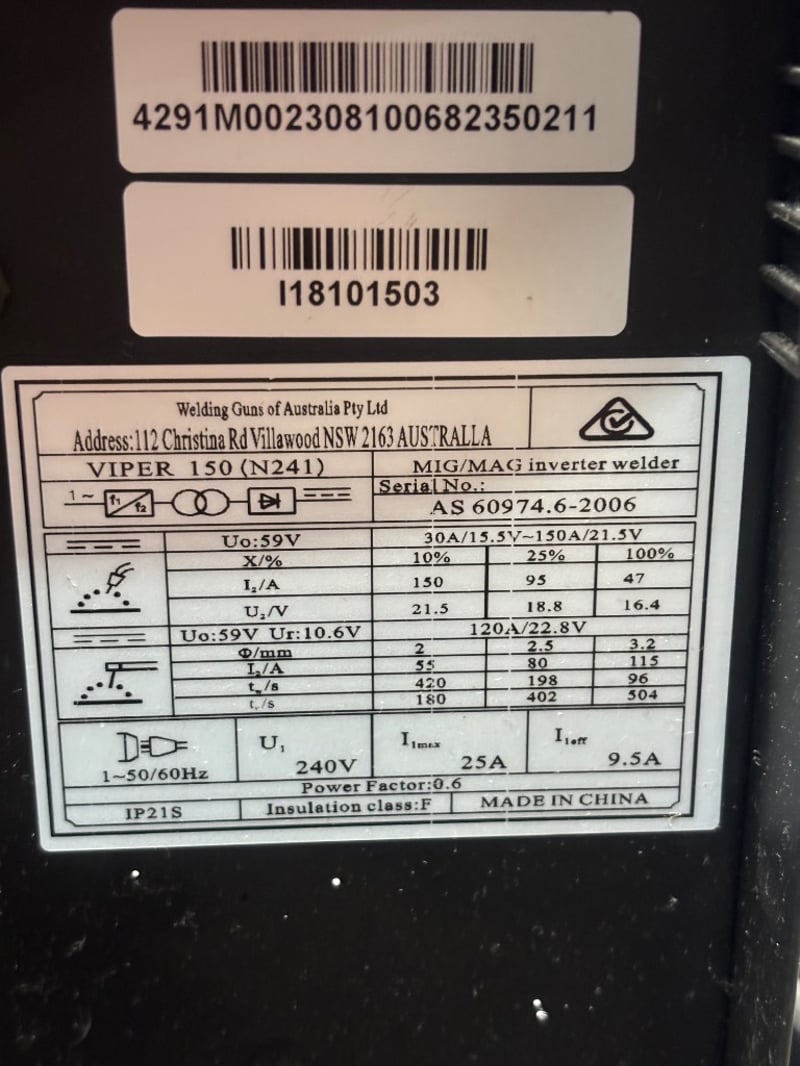 4291M002308100682350211
I18101503
Welding Guns of Australia Pty Ltd
Address:112 Christina Rd Villawood NSW 2163 AUSTRALLA
VIPER 150 (N241) MIG/MAG inverter welder
1~ f₁ f₂ Serial No.:
AS 60974.6-2006
Uo:59V 30A/15.5V~150A/21.5V
X/% 10% 25% 100%
I₂/A 150 95 47
U₂/V 21.5 18.8 16.4
Uo:59V Ur:10.6V 120A/22.8V
Φ/mm 2 2.5 3.2
I₂/A 55 80 115
t /s 420 198 96
t /s 180 402 504
1~50/60Hz U₁ 240V I₁max 25A I₁eff 9.5A
Power Factor:0.6
IP21S Insulation class:F MADE IN CHINA